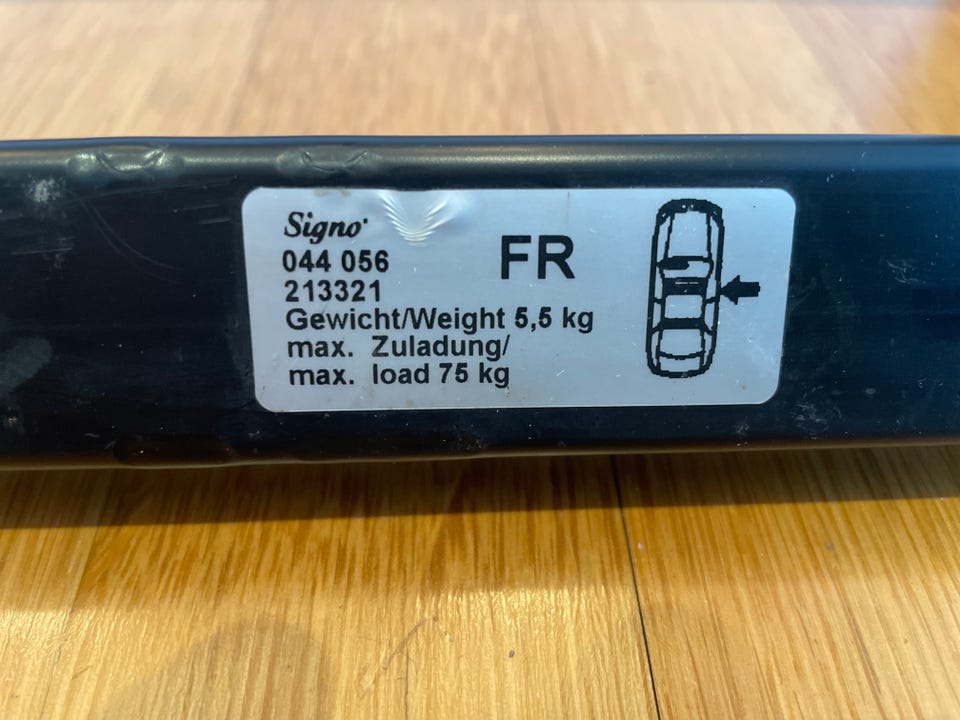 Signo
044 056
213321
FR
Gewicht/Weight 5,5 kg
max. Zuladung/
max. load 75 kg